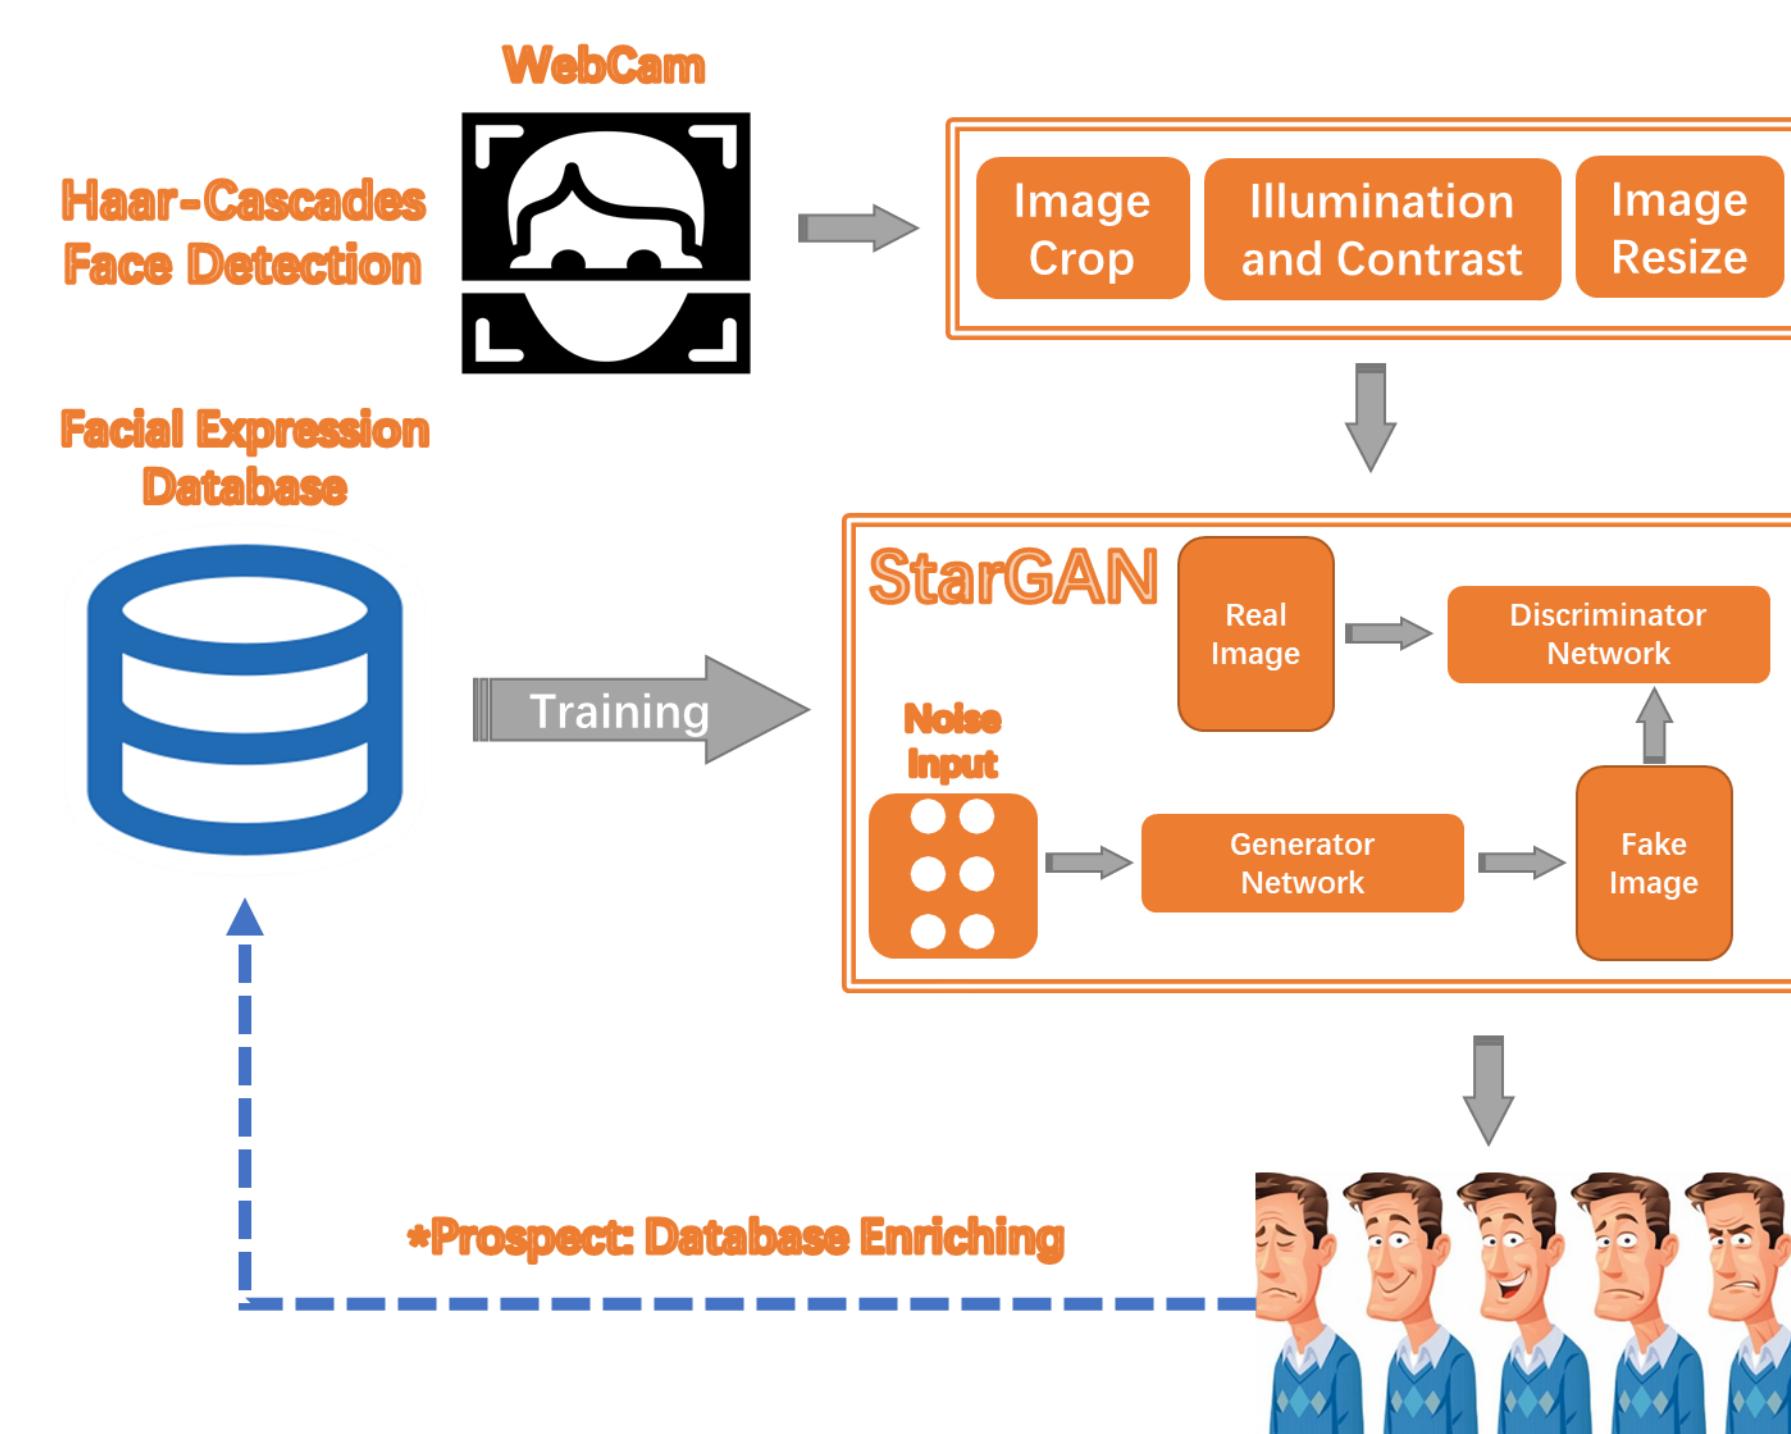 WebCam
Haar-Cascades
Face Detection
Image
Crop
Illumination
and Contrast
Image
Resize
Facial Expression
Database
Training
StarGAN
Real
Image
Discriminator
Network
Noise
Input
Generator
Network
Fake
Image
*Prospect: Database Enriching